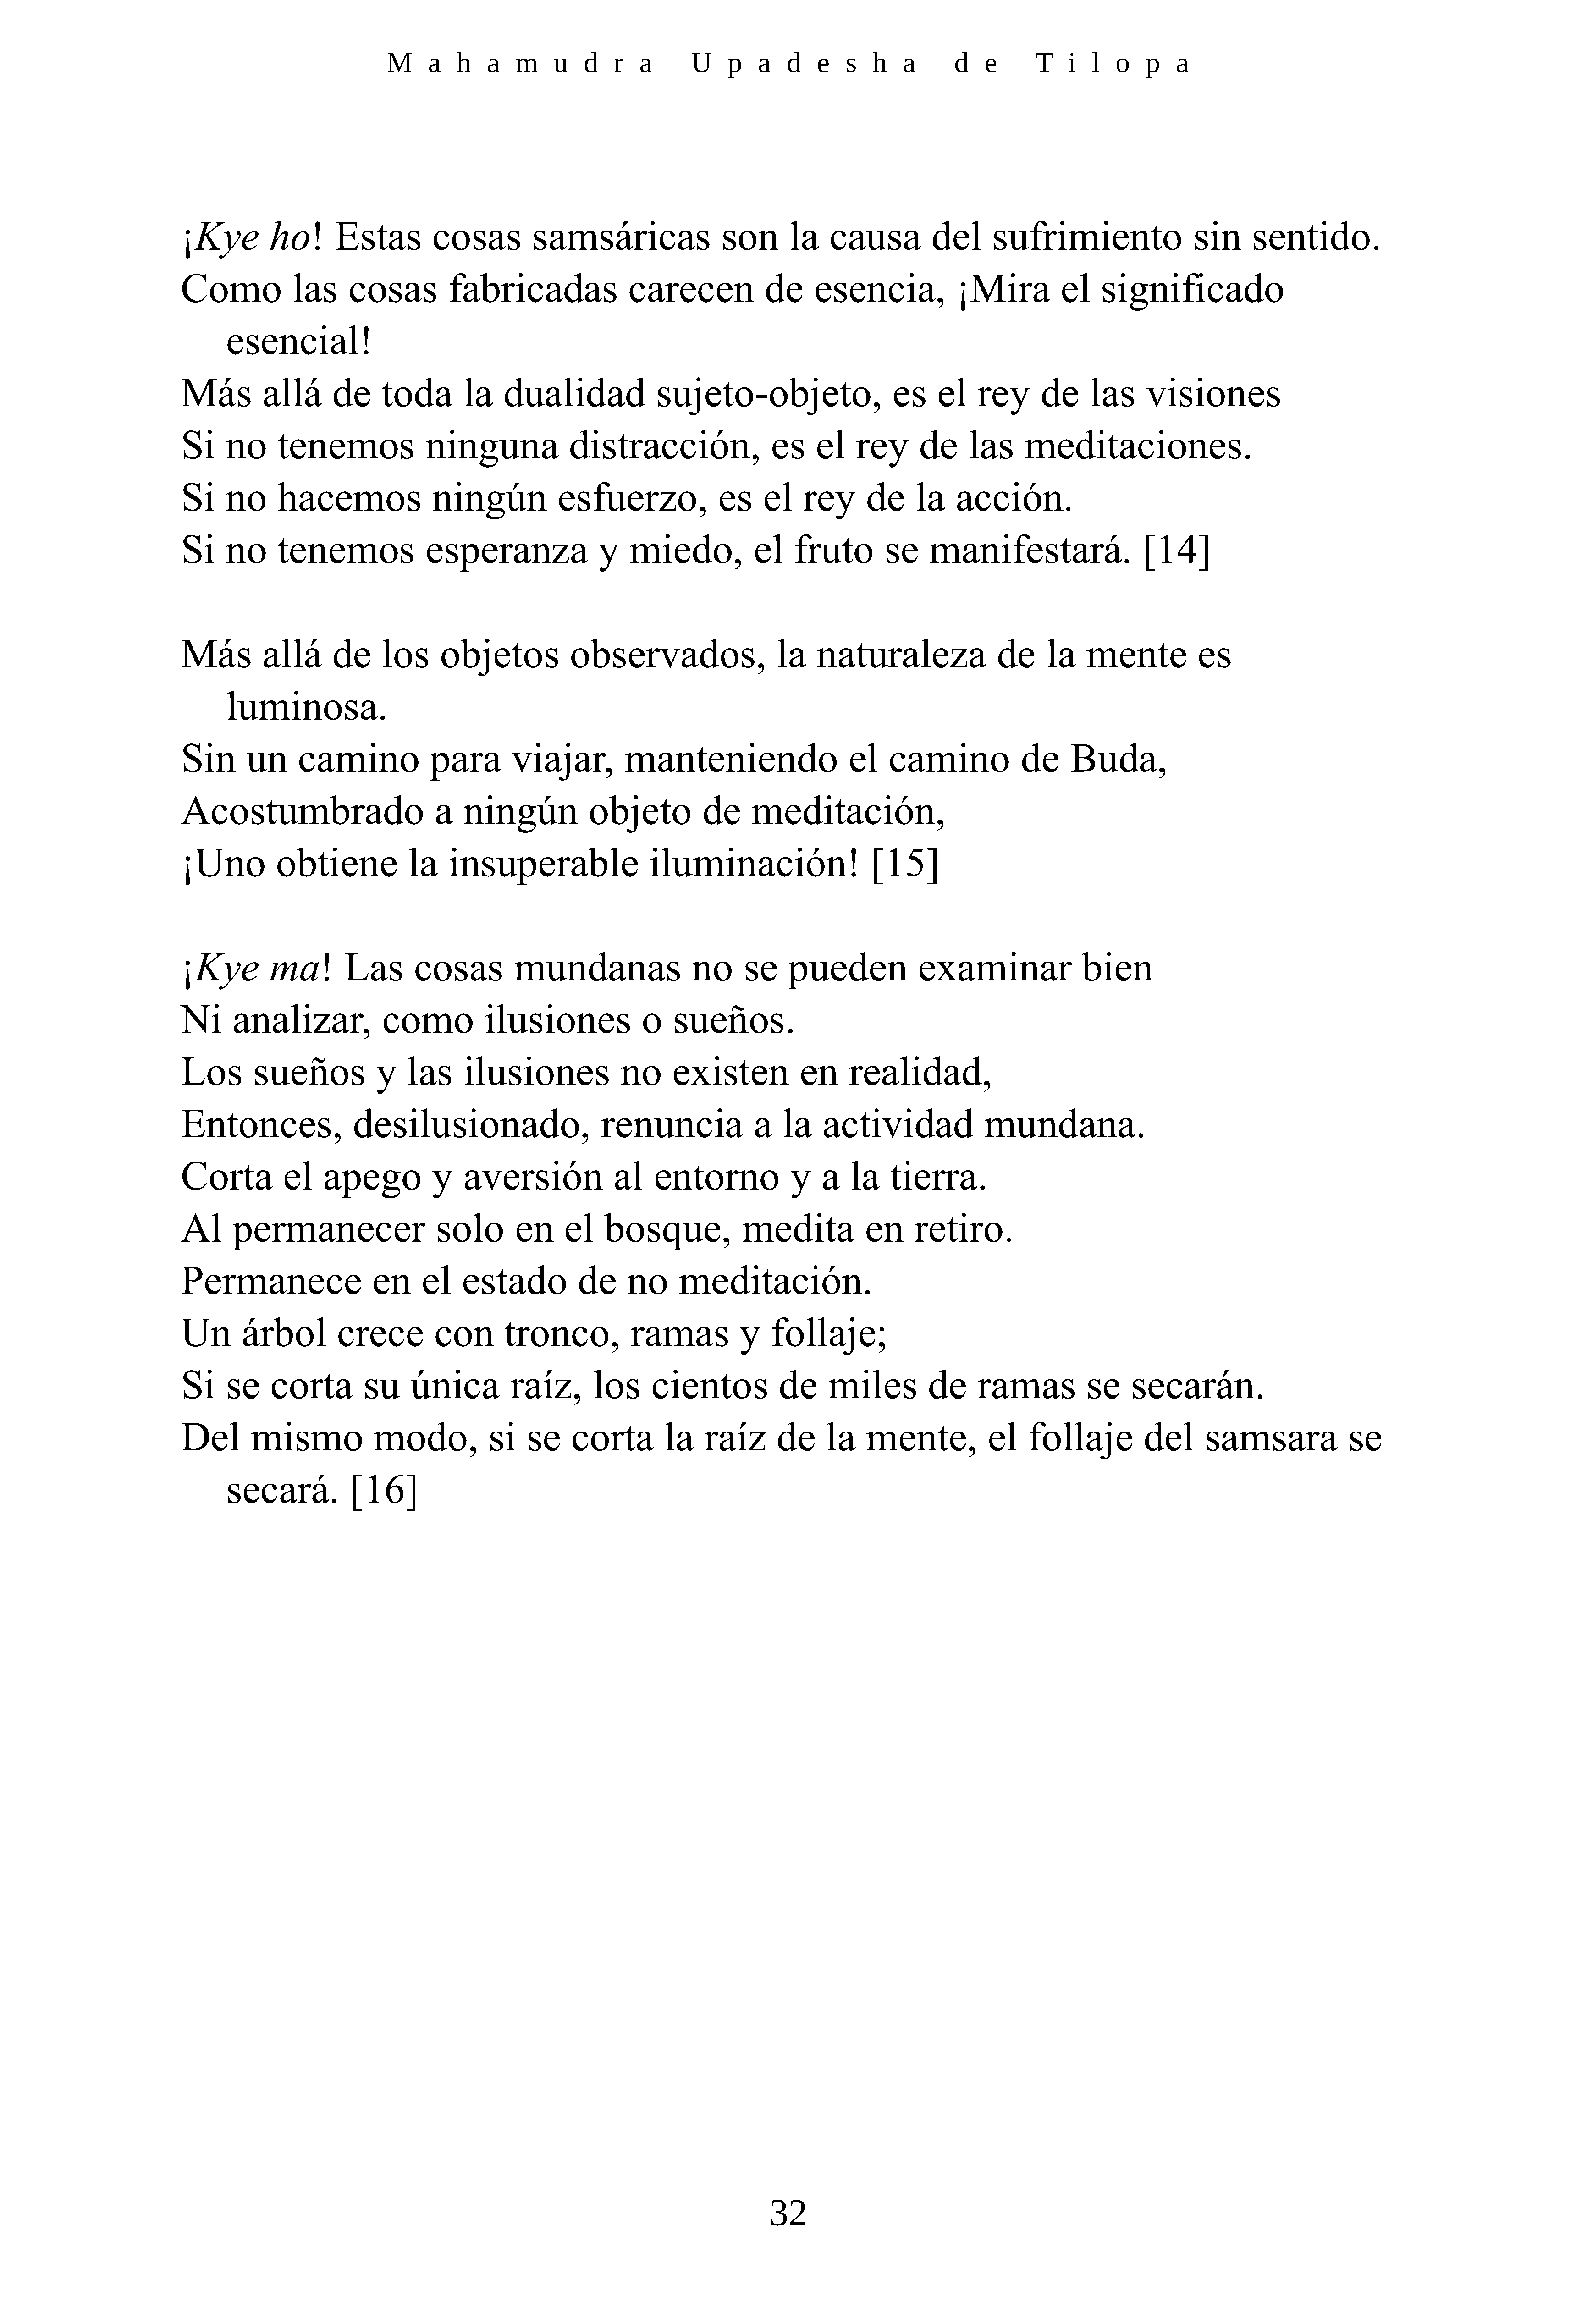 Mahamudra Upadesha de Tilopa
¡Kye ho! Estas cosas samsáricas son la causa del sufrimiento sin sentido.
Como las cosas fabricadas carecen de esencia, ¡Mira el significado
esencial!
Más allá de toda la dualidad sujeto-objeto, es el rey de las visiones
Si no tenemos ninguna distracción, es el rey de las meditaciones.
Si no hacemos ningún esfuerzo, es el rey de la acción.
Si no tenemos esperanza y miedo, el fruto se manifestará. [14]
Más allá de los objetos observados, la naturaleza de la mente es
luminosa.
Sin un camino para viajar, manteniendo el camino de Buda,
Acostumbrado a ningún objeto de meditación,
¡Uno obtiene la insuperable iluminación! [15]
¡Kye ma! Las cosas mundanas no se pueden examinar bien
Ni analizar, como ilusiones o sueños.
Los sueños y las ilusiones no existen en realidad,
Entonces, desilusionado, renuncia a la actividad mundana.
Corta el apego y aversión al entorno y a la tierra.
Al permanecer solo en el bosque, medita en retiro.
Permanece en el estado de no meditación.
Un árbol crece con tronco, ramas y follaje;
Si se corta su única raíz, los cientos de miles de ramas se secarán.
Del mismo modo, si se corta la raíz de la mente, el follaje del samsara se
secará. [16]
32